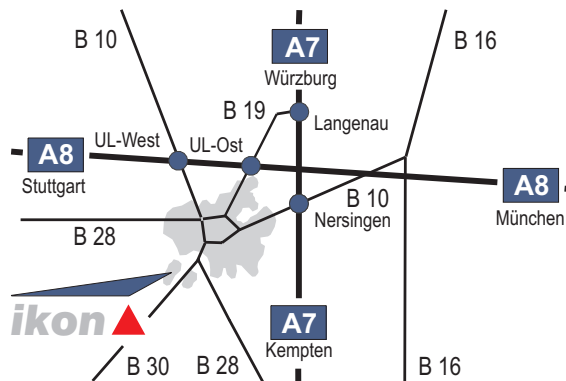 B 10
A7
B 16
Würzburg
B 19
Langenau
UL-West
UL-Ost
A8
Stuttgart
A8
München
B 10
Nersingen
B 28
ikon
A7
Kempten
B 30
B 28
B 16